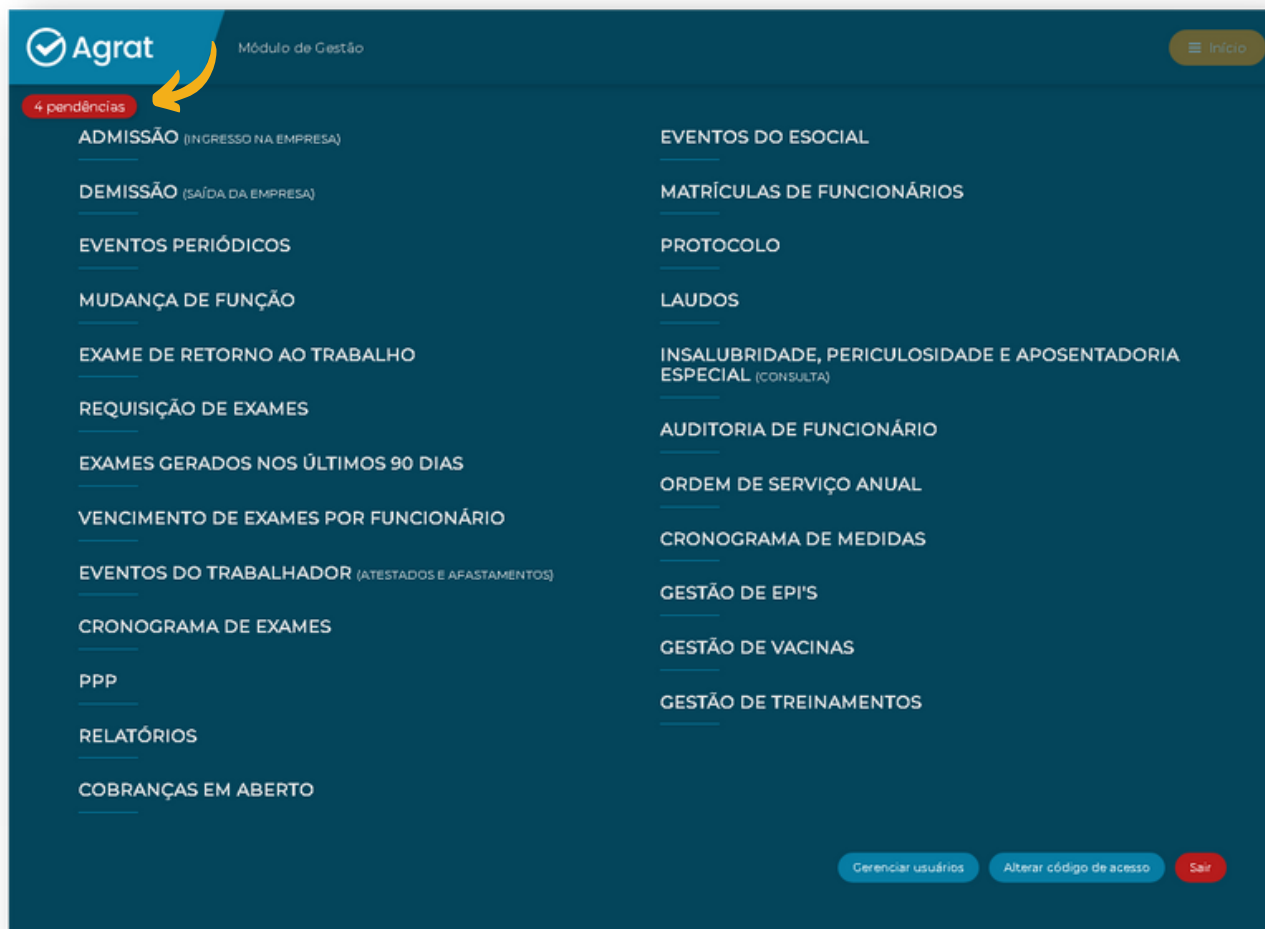 Agrat
Módulo de Gestão
Início
4 pendências
ADMISSÃO (INGRESSO NA EMPRESA)
DEMISSÃO (SAÍDA DA EMPRESA)
EVENTOS PERIÓDICOS
MUDANÇA DE FUNÇÃO
EXAME DE RETORNO AO TRABALHO
REQUISIÇÃO DE EXAMES
EXAMES GERADOS NOS ÚLTIMOS 90 DIAS
VENCIMENTO DE EXAMES POR FUNCIONÁRIO
EVENTOS DO TRABALHADOR (ATESTADOS E AFASTAMENTOS)
CRONOGRAMA DE EXAMES
PPP
RELATÓRIOS
COBRANÇAS EM ABERTO
EVENTOS DO ESOCIAL
MATRÍCULAS DE FUNCIONÁRIOS
PROTOCOLO
LAUDOS
INSALUBRIDADE, PERICULOSIDADE E APOSENTADORIA
ESPECIAL (CONSULTA)
AUDITORIA DE FUNCIONÁRIO
ORDEM DE SERVIÇO ANUAL
CRONOGRAMA DE MEDIDAS
GESTÃO DE EPI'S
GESTÃO DE VACINAS
GESTÃO DE TREINAMENTOS
Gerenciar usuários
Alterar código de acesso
Sair